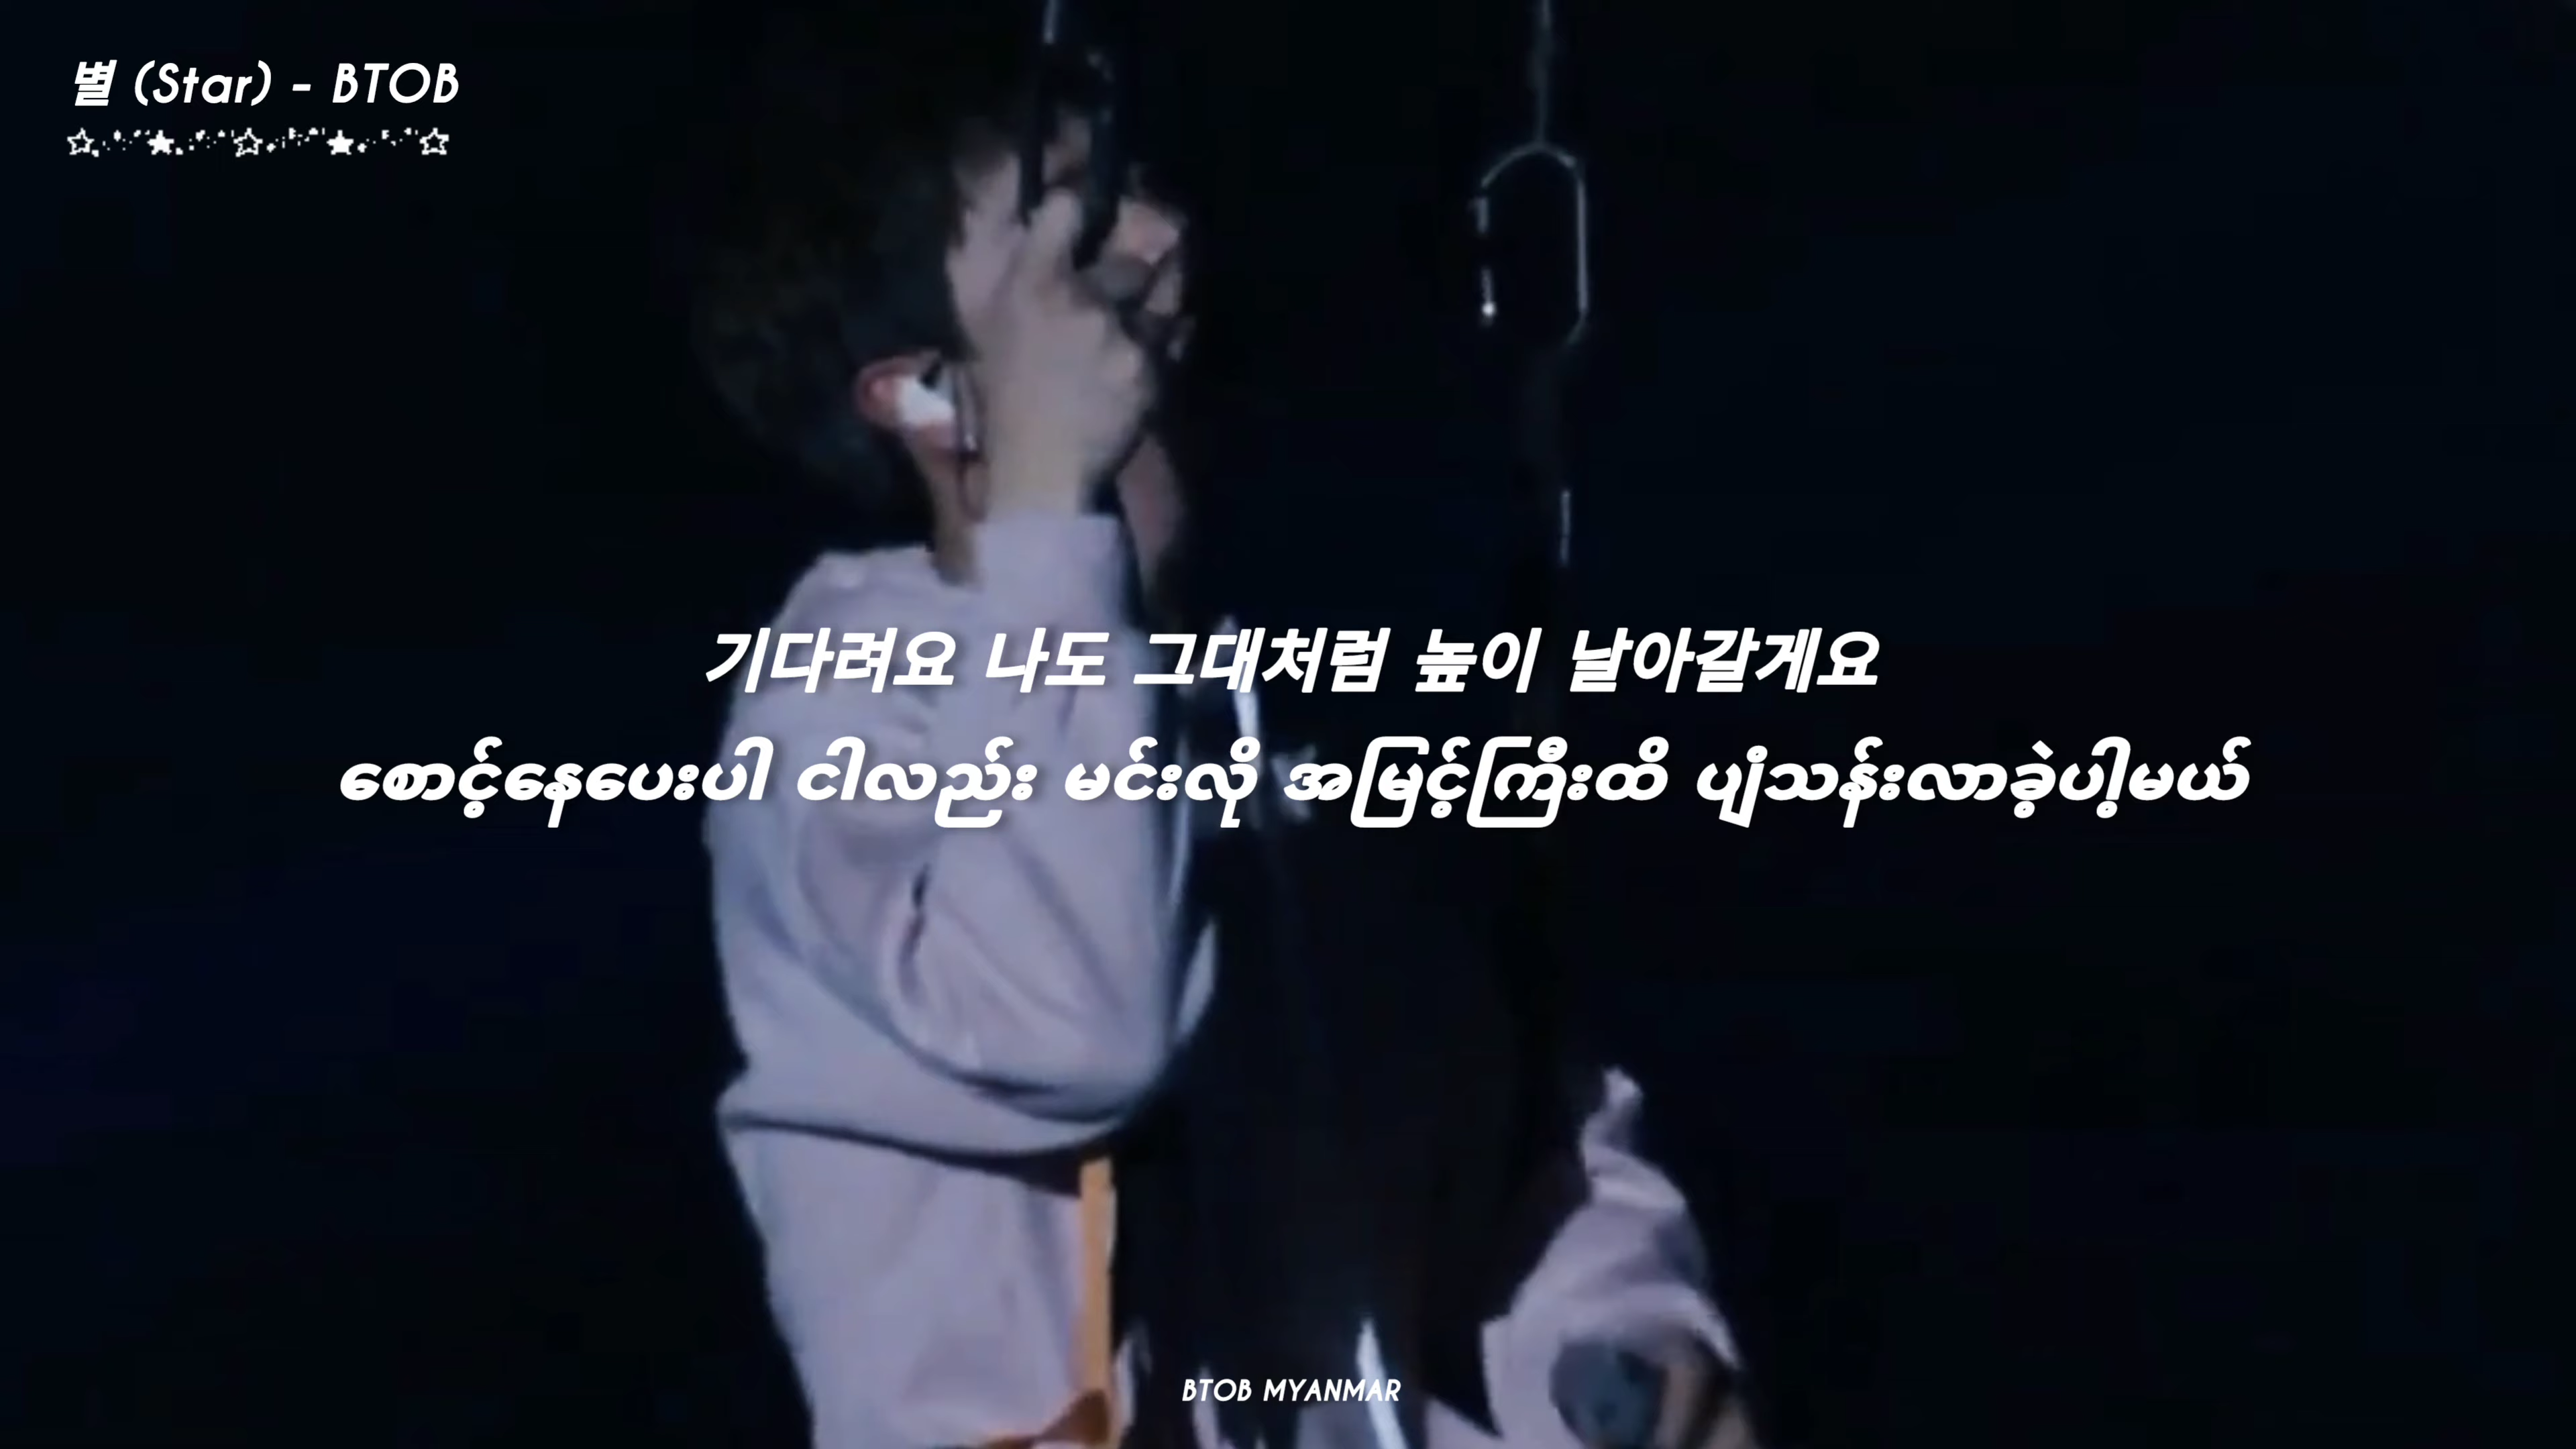 별 (Star) - BTOB
기다려요 나도 그대처럼 높이 날아갈게요
စောင့်နေပေးပါ ငါလည်း မင်းလို အမြင့်ကြီးထိ ပျံသန်းလာခဲ့ပါ့မယ်
BTOB MYANMAR